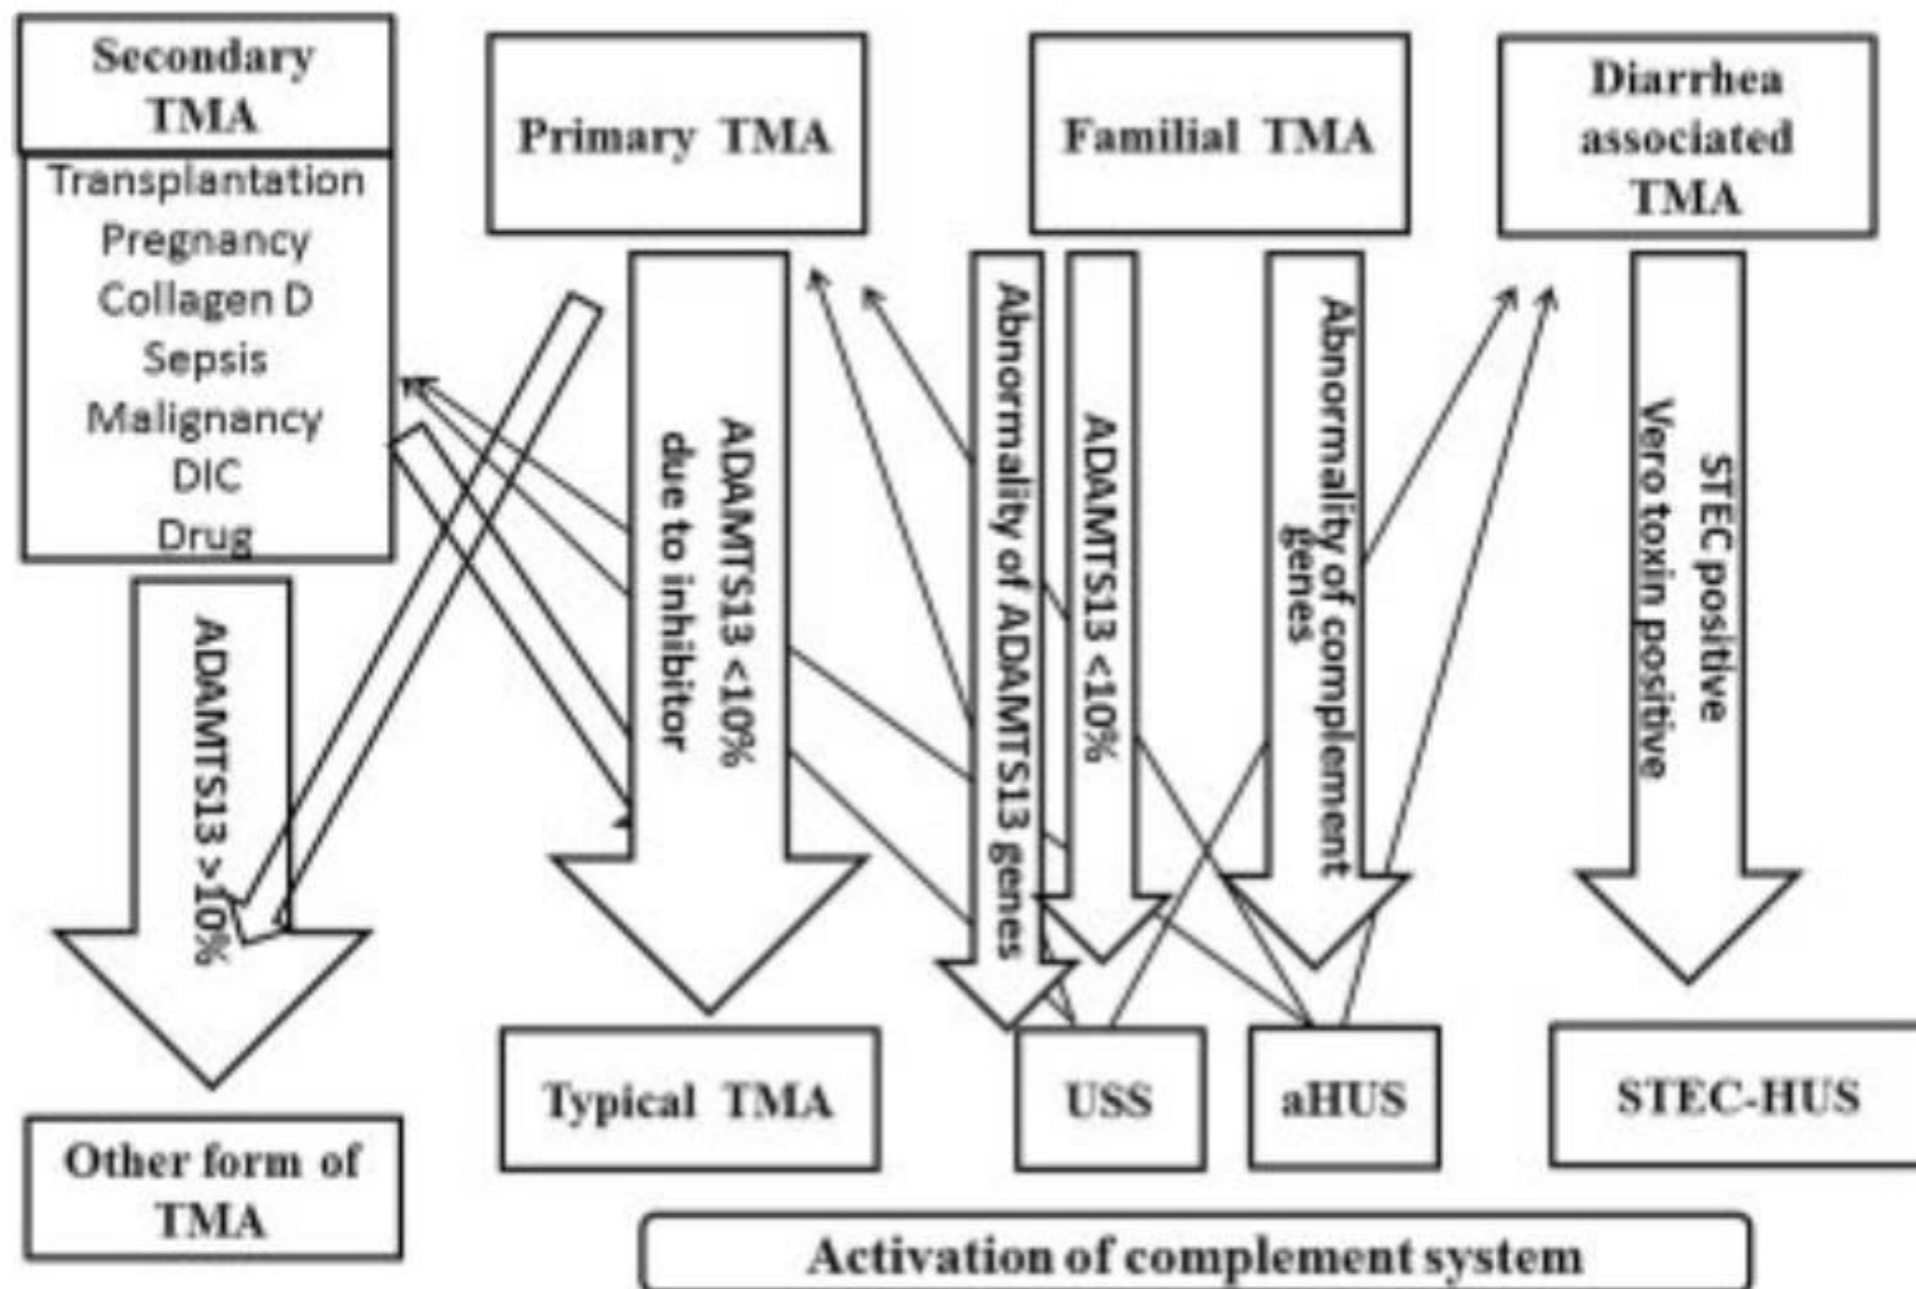 Secondary
TMA
Transplantation
Pregnancy
Collagen D
Sepsis
Malignancy
DIC
Drug
ADAMTS13 >10%
Other form of
TMA
Primary TMA
ADAMTS13 <10%
due to inhibitor
Typical TMA
Familial TMA
Abnormality of ADAMTS13 genes
ADAMTS13 <10%
Abnormality of complement
genes
USS
aHUS
Diarrhea
associated
TMA
STEC positive
Vero toxin positive
STEC-HUS
Activation of complement system